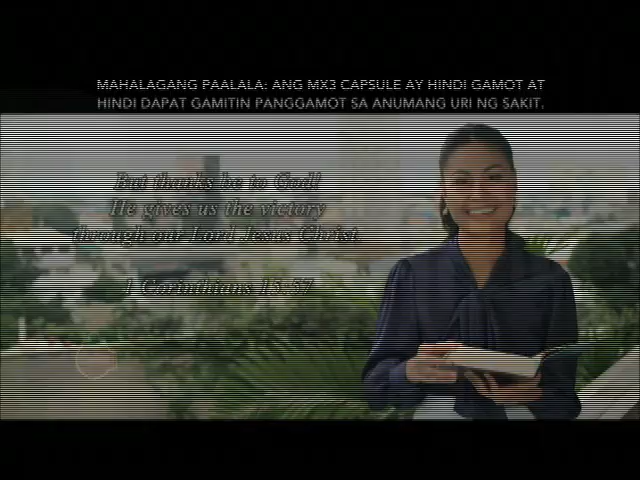 MAHALAGANG PAALALA: ANG MX3 CAPSULE AY HINDI GAMOT AT
HINDI DAPAT GAMITIN PANGGAMOT SA ANUMANG URI NG SAKIT.
But thanks be to God!
He gives us the victory
through our Lord Jesus Christ
1 Corinthians 15:57